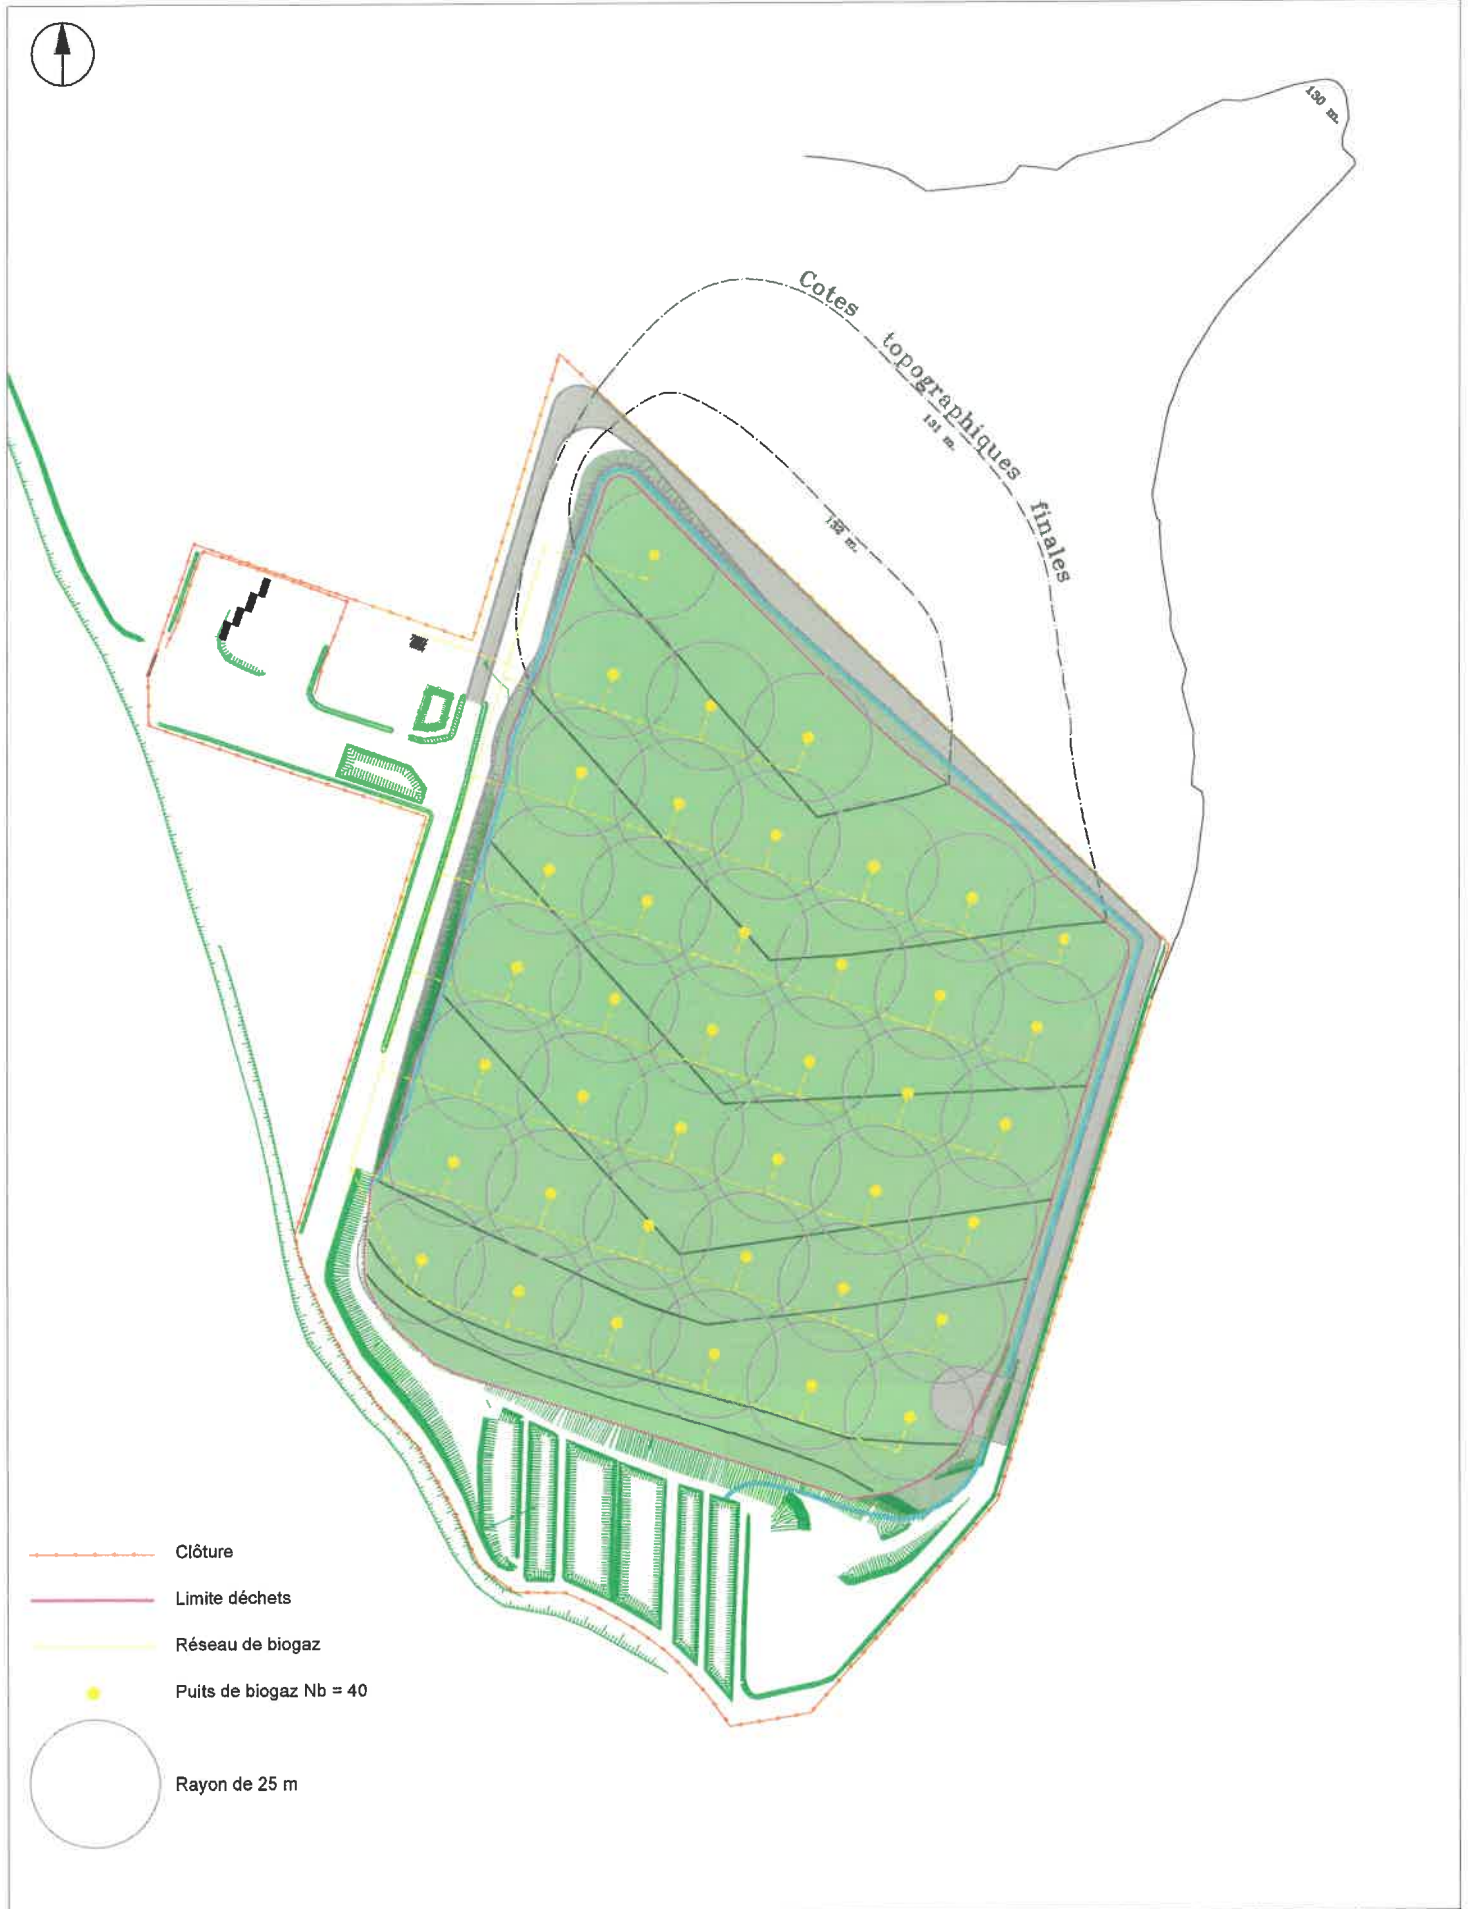 130 m.
Cotes topographiques finales
131 m.
132 m.
Clôture
Limite déchets
Réseau de biogaz
Puits de biogaz Nb = 40
Rayon de 25 m